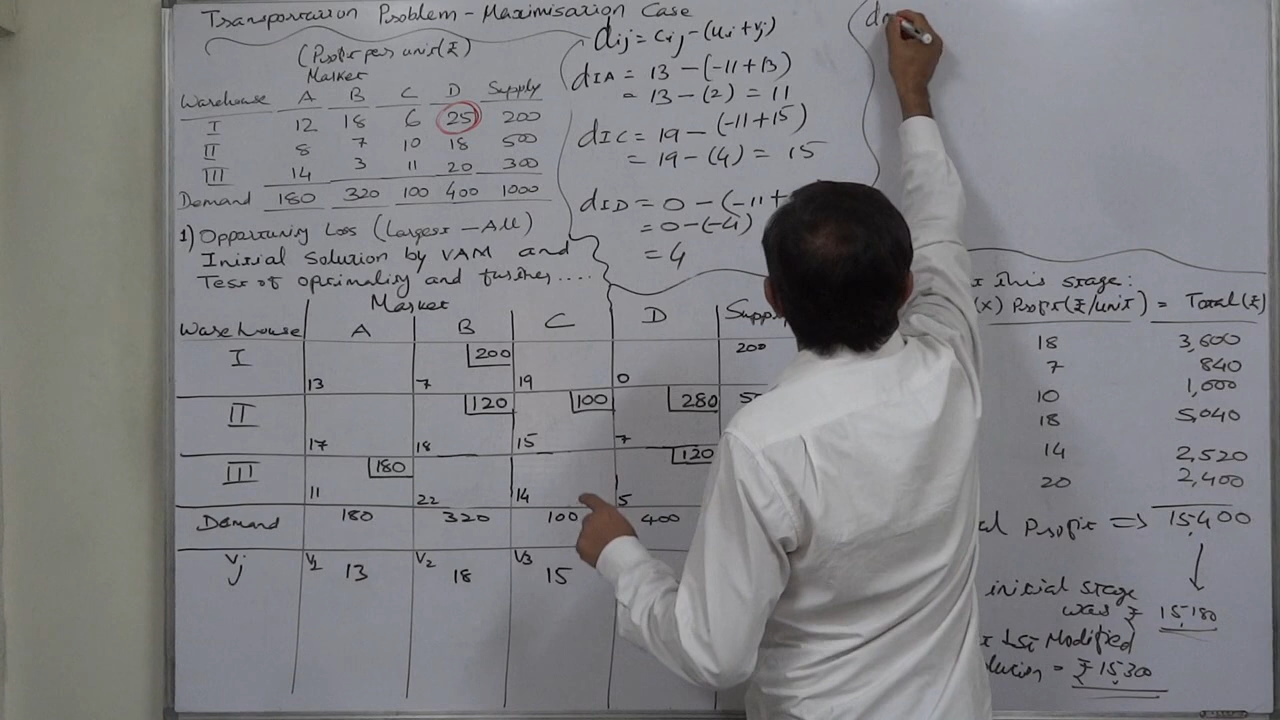 Transportation Problem - Maximisation Case
(Profit per unit (₹)
Market
Warehouse A B C D Supply
I 12 18 6 25 200
II 8 7 10 18 500
III 14 3 11 20 300
Demand 180 320 100 400 1000
1) Opportunity Loss (Largest - All)
Initial Solution by VAM and
Test of optimality and further....
dij = Cij - (ui + vj)
dIA = 13 - (-11 + 13)
= 13 - (2) = 11
dIC = 19 - (-11 + 15)
= 19 - (4) = 15
dID = 0 - (-11 +
= 0 - (-4)
= 4
Market
Warehouse A B C D
I 13 200 7 19 0 200
II 17 120 18 100 15 280 7
III 180 11 22 14 120 5
Demand 180 320 100 400
Vj V1 13 V2 18 V3 15
this stage:
(x) Profit (₹/unit) = Total (₹)
18 3,600
7 840
10 1,000
18 5,040
14 2,520
20 2,400
Profit => 15,400
initial stage
was ₹ 15,180
1st Modified
= ₹ 15,300